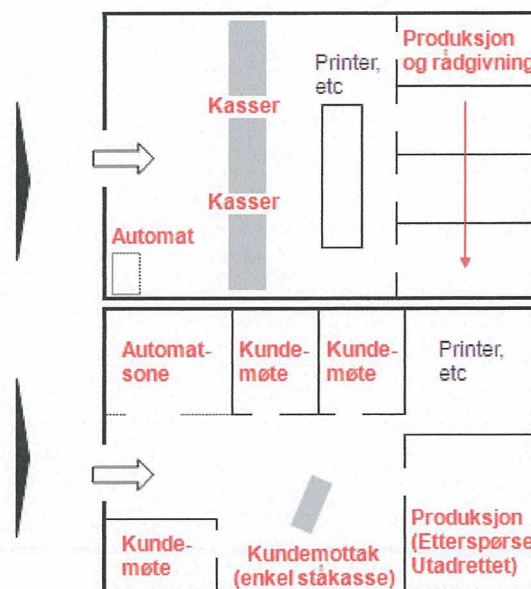 Printer,
etc
Produksjon
og rådgivning
Kasser
Kasser
Automat
Automat-
sone
Kunde-
møte
Kunde-
møte
Printer,
etc
Kunde-
møte
Kundemottak
(enkel ståkasse)
Produksjon
(Etterspørse
Utadrettet)